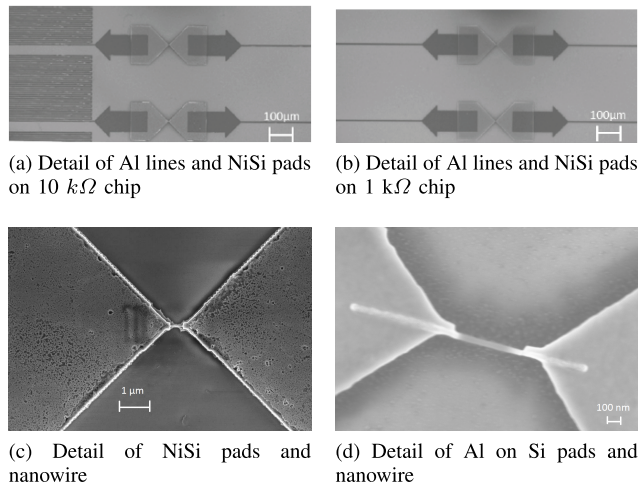 100μm
100μm
(a) Detail of Al lines and NiSi pads
on 10 kΩ chip
(b) Detail of Al lines and NiSi pads
on 1 kΩ chip
1 μm
100 nm
(c) Detail of NiSi pads and
nanowire
(d) Detail of Al on Si pads and
nanowire